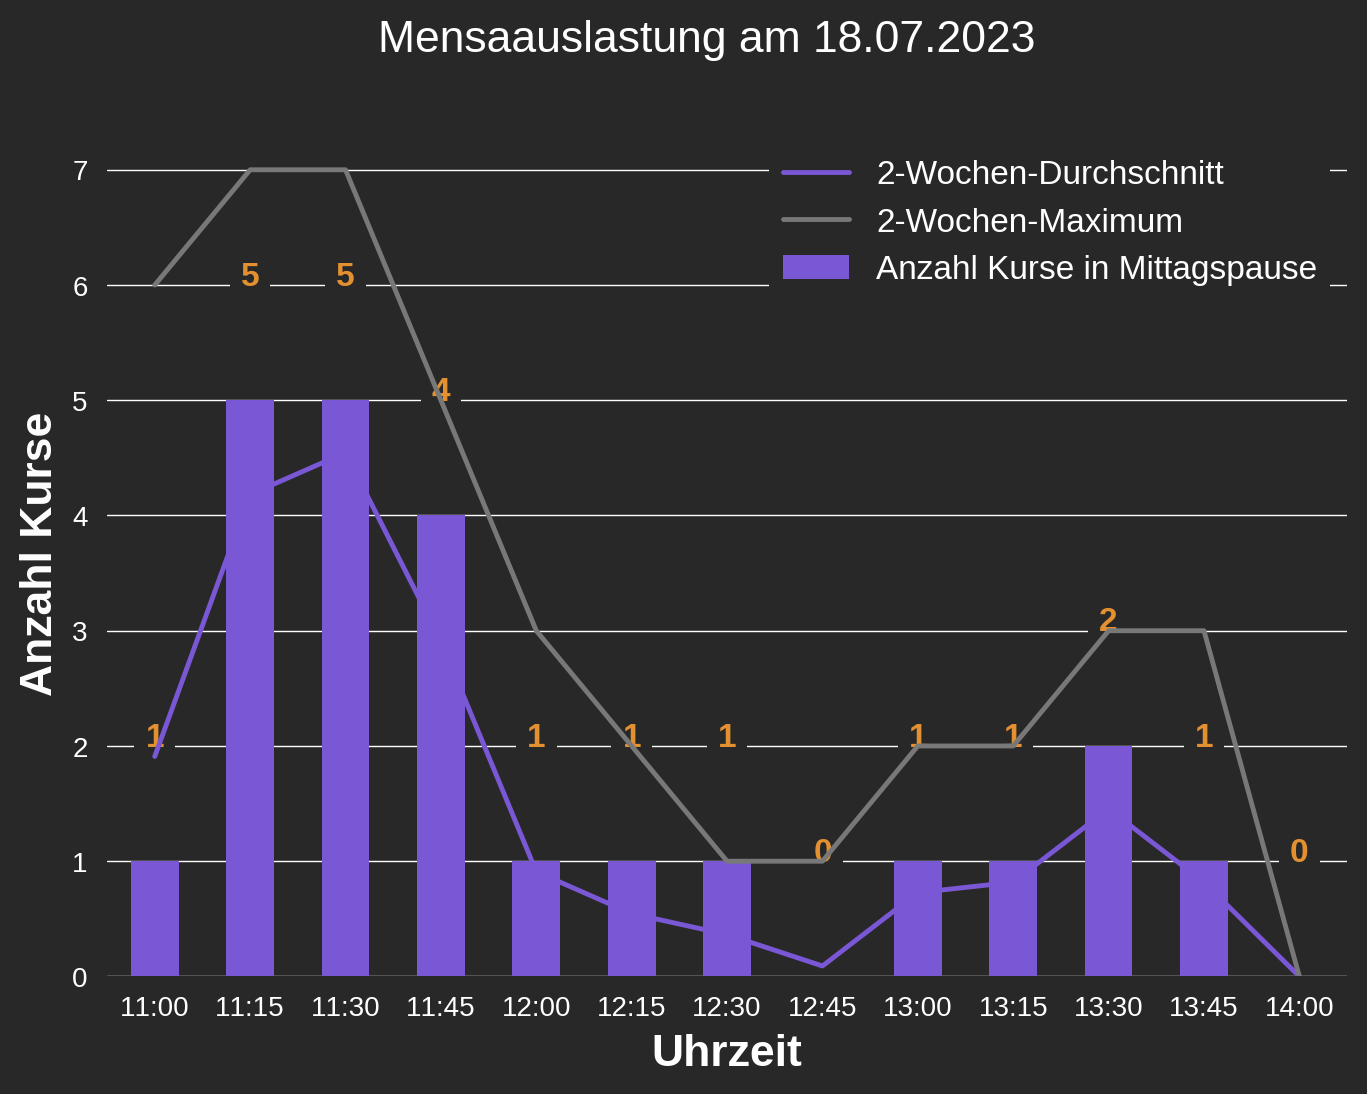 Mensaauslastung am 18.07.2023
2-Wochen-Durchschnitt
2-Wochen-Maximum
Anzahl Kurse in Mittagspause
Anzahl Kurse
7
6
5
4
3
2
1
0
5 5
4
2
1 1 1 1 1 1 1
0 0
11:00 11:15 11:30 11:45 12:00 12:15 12:30 12:45 13:00 13:15 13:30 13:45 14:00
Uhrzeit